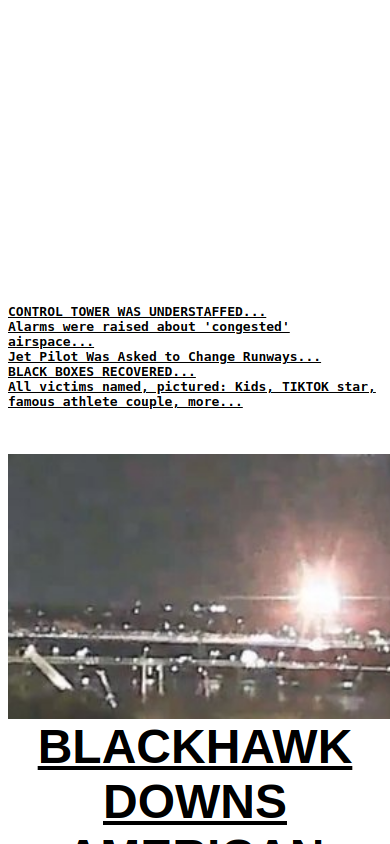 CONTROL TOWER WAS UNDERSTAFFED...
Alarms were raised about 'congested'
airspace...
Jet Pilot Was Asked to Change Runways...
BLACK BOXES RECOVERED...
All victims named, pictured: Kids, TIKTOK star,
famous athlete couple, more...
BLACKHAWK
DOWNS
AMERICAN